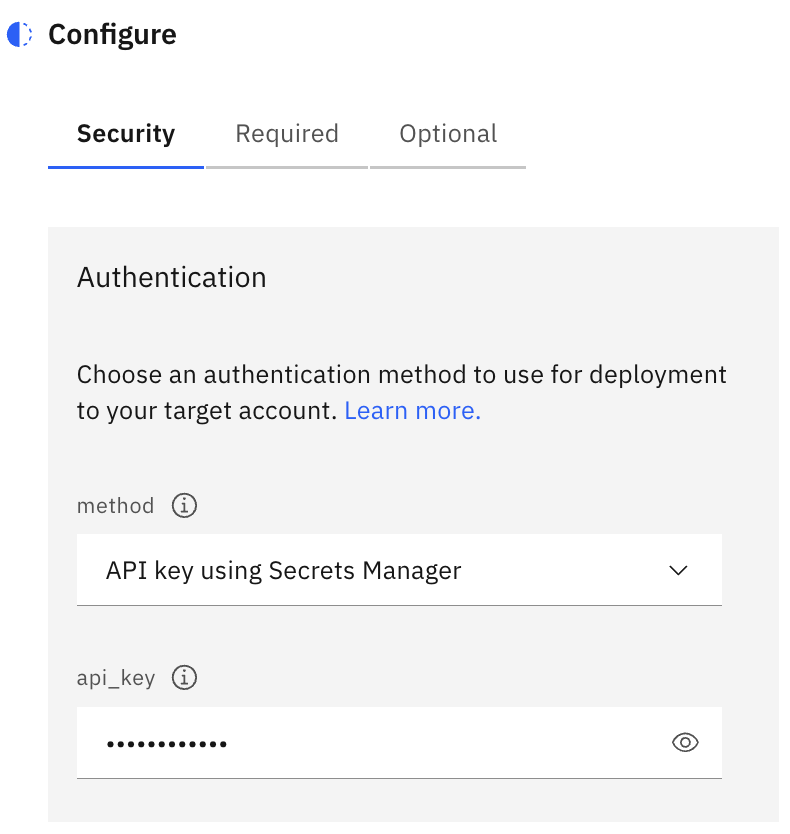 Configure
Security Required Optional
Authentication
Choose an authentication method to use for deployment
to your target account. Learn more.
method
API key using Secrets Manager
api_key
••••••••••••